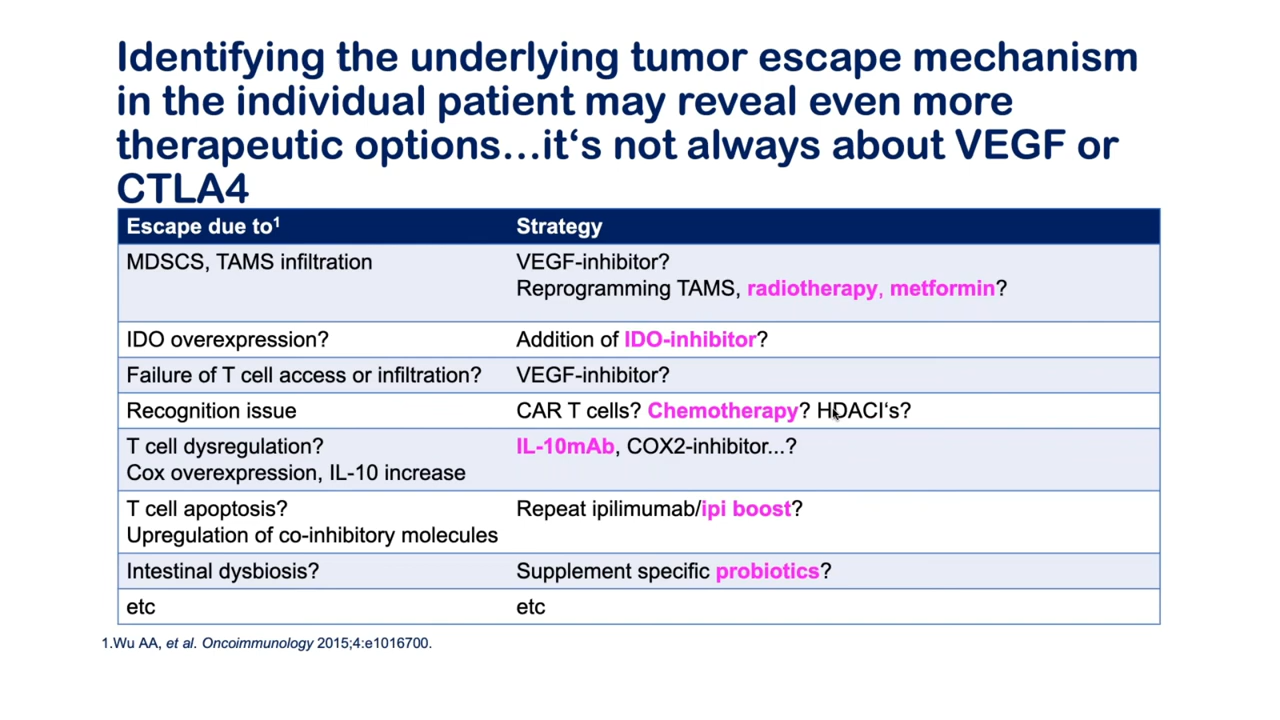 Identifying the underlying tumor escape mechanism
in the individual patient may reveal even more
therapeutic options...it‘s not always about VEGF or
CTLA4
Escape due to¹ Strategy
MDSCS, TAMS infiltration VEGF-inhibitor?
Reprogramming TAMS, radiotherapy, metformin?
IDO overexpression? Addition of IDO-inhibitor?
Failure of T cell access or infiltration? VEGF-inhibitor?
Recognition issue CAR T cells? Chemotherapy? HDACI‘s?
T cell dysregulation? IL-10mAb, COX2-inhibitor...?
Cox overexpression, IL-10 increase
T cell apoptosis? Repeat ipilimumab/ipi boost?
Upregulation of co-inhibitory molecules
Intestinal dysbiosis? Supplement specific probiotics?
etc etc
1.Wu AA, et al. Oncoimmunology 2015;4:e1016700.